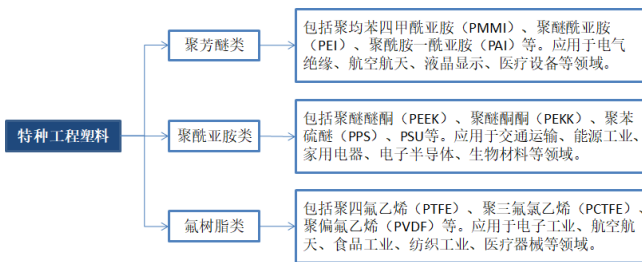 聚芳醚类
包括聚均苯四甲酰亚胺（PMMI）、聚醚酰亚胺
（PEI）、聚酰胺一酰亚胺（PAI）等。应用于电气
绝缘、航空航天、液晶显示、医疗设备等领域。
特种工程塑料
聚酰亚胺类
包括聚醚醚酮（PEEK）、聚醚酮酮（PEKK）、聚苯
硫醚（PPS）、PSU等。应用于交通运输、能源工业、
家用电器、电子半导体、生物材料等领域。
氟树脂类
包括聚四氟乙烯（PTFE）、聚三氟氯乙烯（PCTFE）、
聚偏氟乙烯（PVDF）等。应用于电子工业、航空航
天、食品工业、纺织工业、医疗器械等领域。